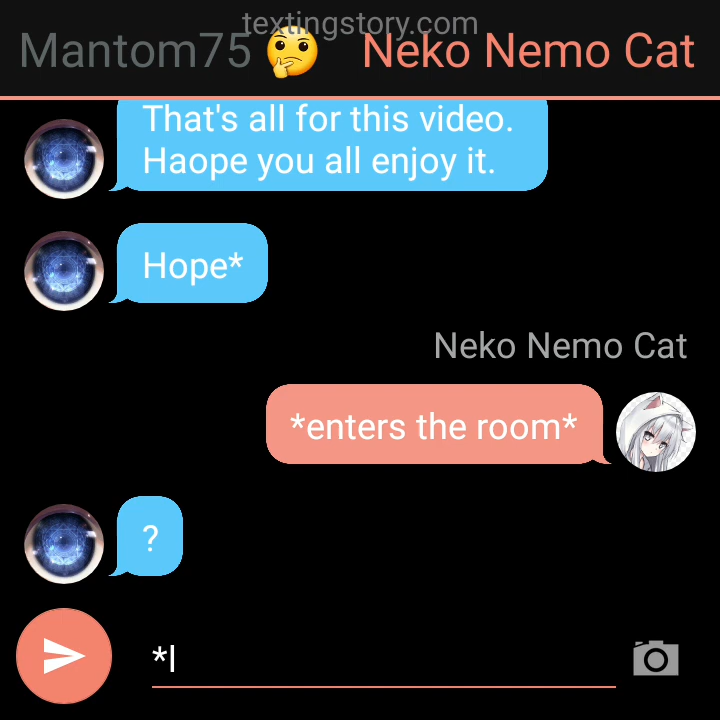 textingstory.com
Mantom75🤔 Neko Nemo Cat
That's all for this video.
Haope you all enjoy it.
Hope*
Neko Nemo Cat
*enters the room*
?
*